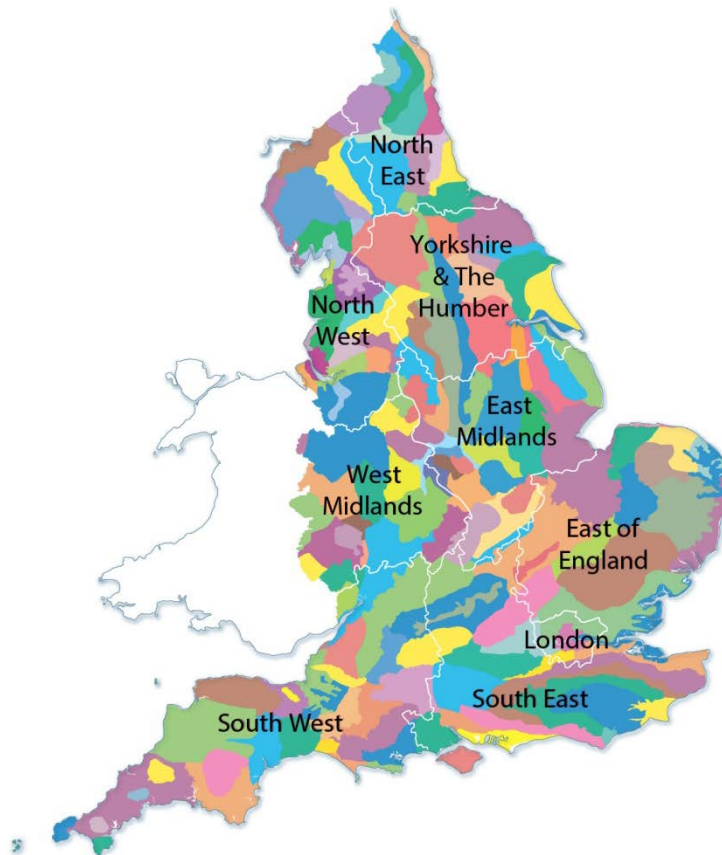 North
East
Yorkshire
& The
Humber
North
West
East
Midlands
West
Midlands
East of
England
London
South East
South West